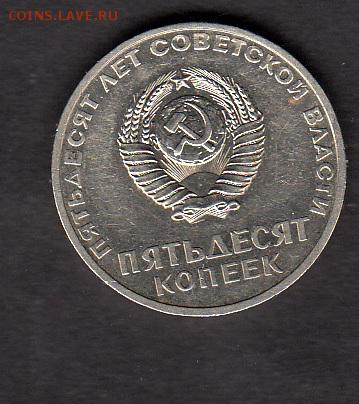 COINS.LAVE.RU
ПЯТЬДЕСЯТ ЛЕТ СОВЕТСКОЙ ВЛАСТИ
ПЯТЬДЕСЯТ
КОПЕЕК